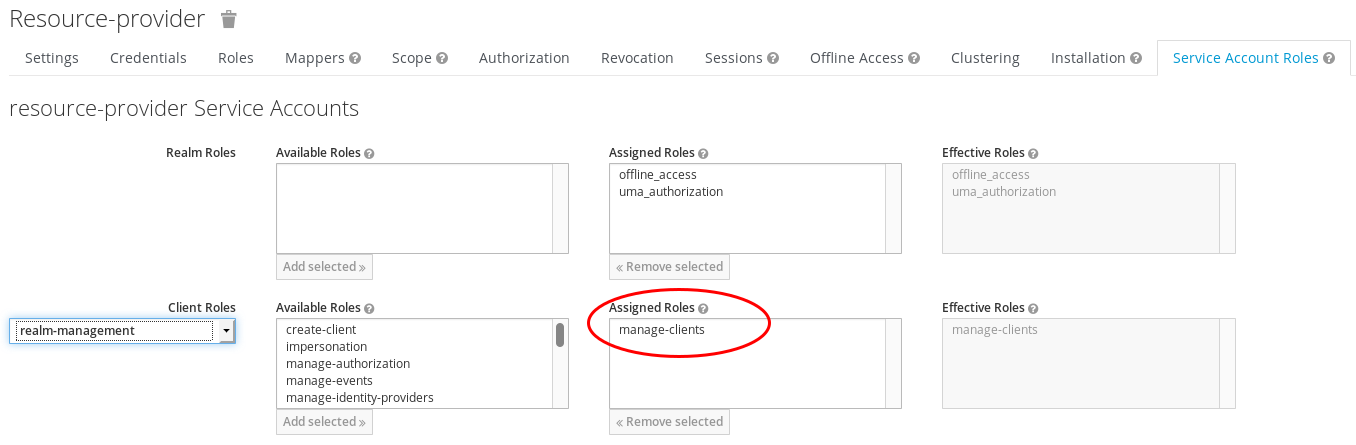 Resource-provider
Settings Credentials Roles Mappers Scope Authorization Revocation Sessions Offline Access Clustering Installation Service Account Roles
resource-provider Service Accounts
Realm Roles Available Roles Assigned Roles Effective Roles
offline_access offline_access
uma_authorization uma_authorization
Add selected » « Remove selected
Client Roles Available Roles Assigned Roles Effective Roles
realm-management create-client manage-clients manage-clients
impersonation
manage-authorization
manage-events
manage-identity-providers
Add selected » « Remove selected